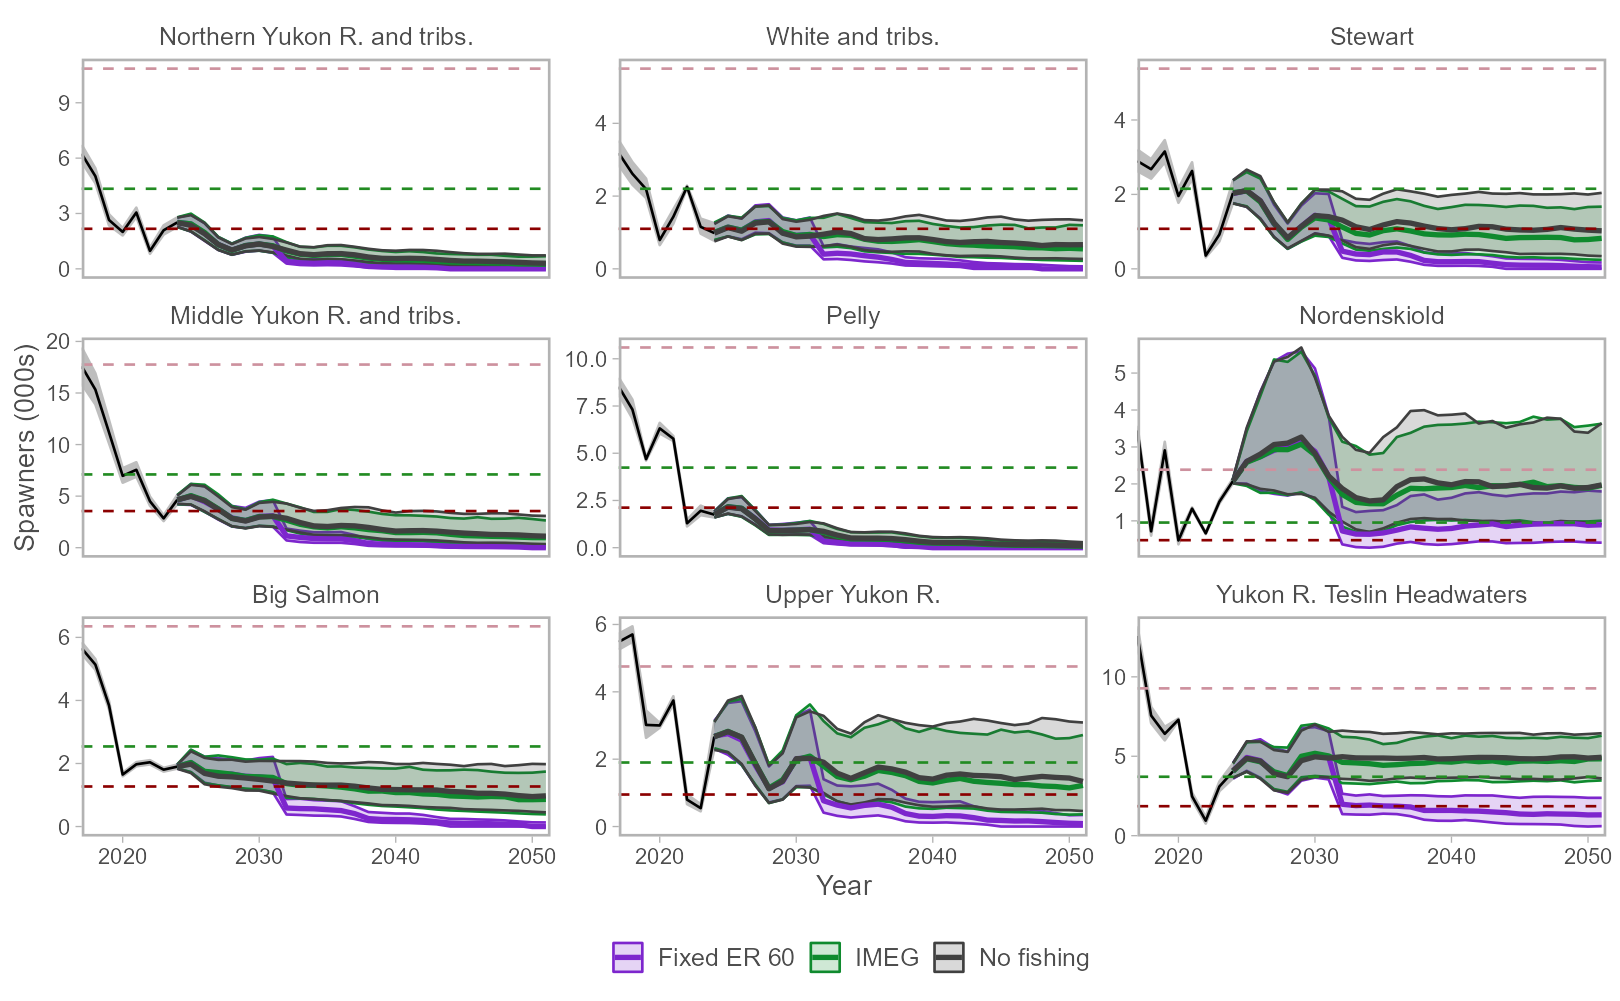 Northern Yukon R. and tribs.
White and tribs.
Stewart
9
6
3
0
4
2
0
4
2
0
Middle Yukon R. and tribs.
Pelly
Nordenskiold
20
15
10
5
0
10.0
7.5
5.0
2.5
0.0
5
4
3
2
1
Spawners (000s)
Big Salmon
Upper Yukon R.
Yukon R. Teslin Headwaters
6
4
2
0
6
4
2
0
10
5
0
2020 2030 2040 2050
2020 2030 2040 2050
2020 2030 2040 2050
Year
Fixed ER 60 IMEG No fishing